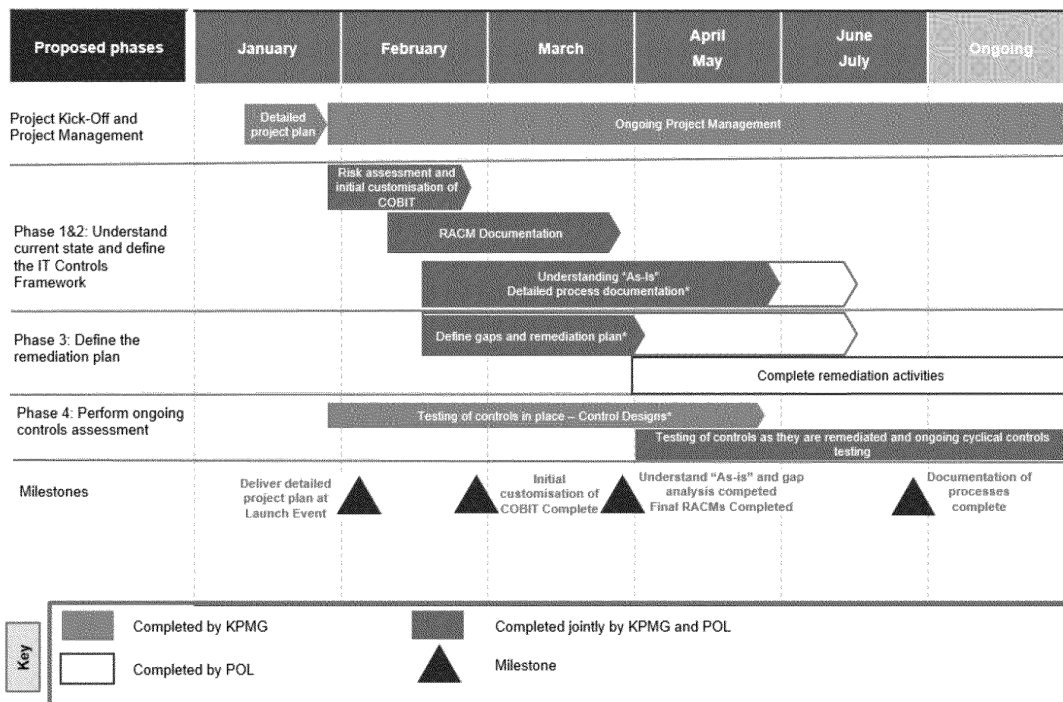 Proposed phases
January
February
March
April
May
June
July
Ongoing
Project Kick-Off and
Project Management
Detailed
project plan
Ongoing Project Management
Phase 1&2: Understand
current state and define
the IT Controls
Framework
Risk assessment and
initial customisation of
COBIT
RACM Documentation
Understanding "As-Is"
Detailed process documentation*
Phase 3: Define the
remediation plan
Define gaps and remediation plan*
Complete remediation activities
Phase 4: Perform ongoing
controls assessment
Testing of controls in place – Control Designs*
Testing of controls as they are remediated and ongoing cyclical controls
testing
Milestones
Deliver detailed
project plan at
Launch Event
Initial
customisation of
COBIT Complete
Understand "As-is" and gap
analysis competed
Final RACMs Completed
Documentation of
processes
complete
Key
Completed by KPMG
Completed jointly by KPMG and POL
Completed by POL
Milestone